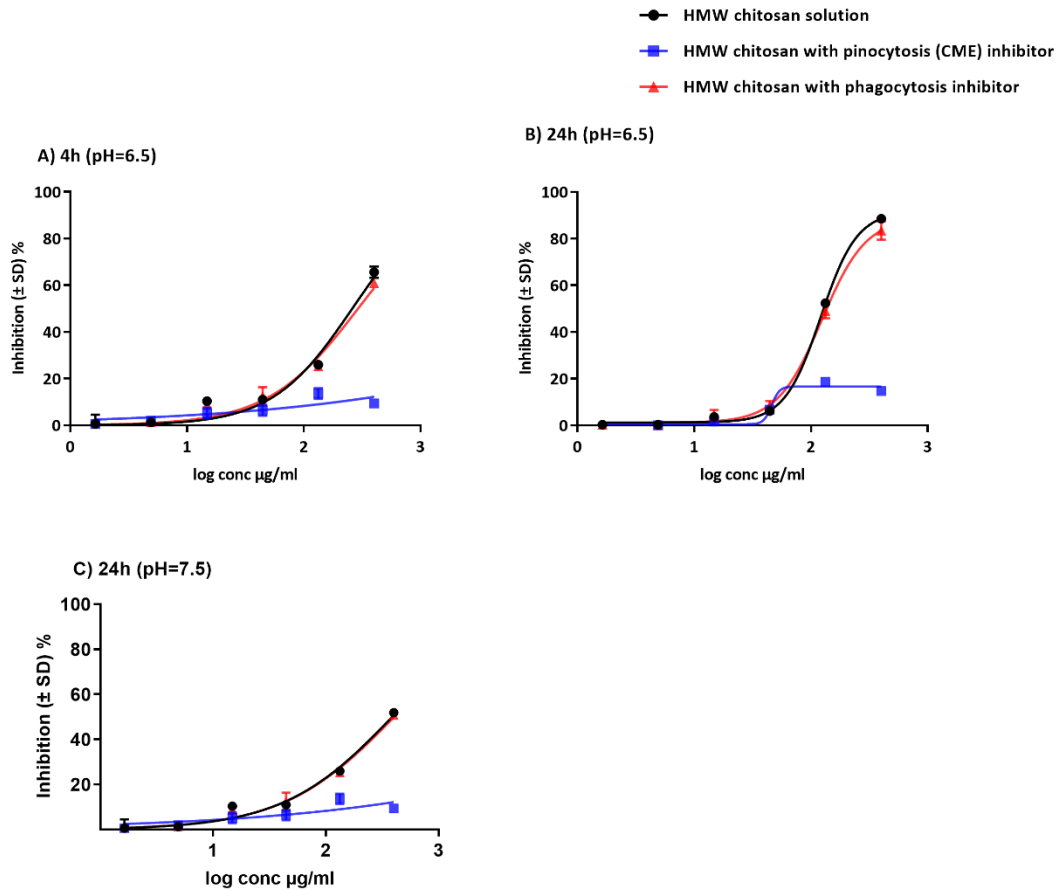 HMW chitosan solution
HMW chitosan with pinocytosis (CME) inhibitor
HMW chitosan with phagocytosis inhibitor
A) 4h (pH=6.5)
100
80
60
40
20
0
0
1
2
3
Inhibition (± SD) %
log conc µg/ml
B) 24h (pH=6.5)
100
80
60
40
20
0
0
1
2
3
Inhibition (± SD) %
log conc µg/ml
C) 24h (pH=7.5)
100
80
60
40
20
1
2
3
Inhibition (± SD) %
log conc µg/ml